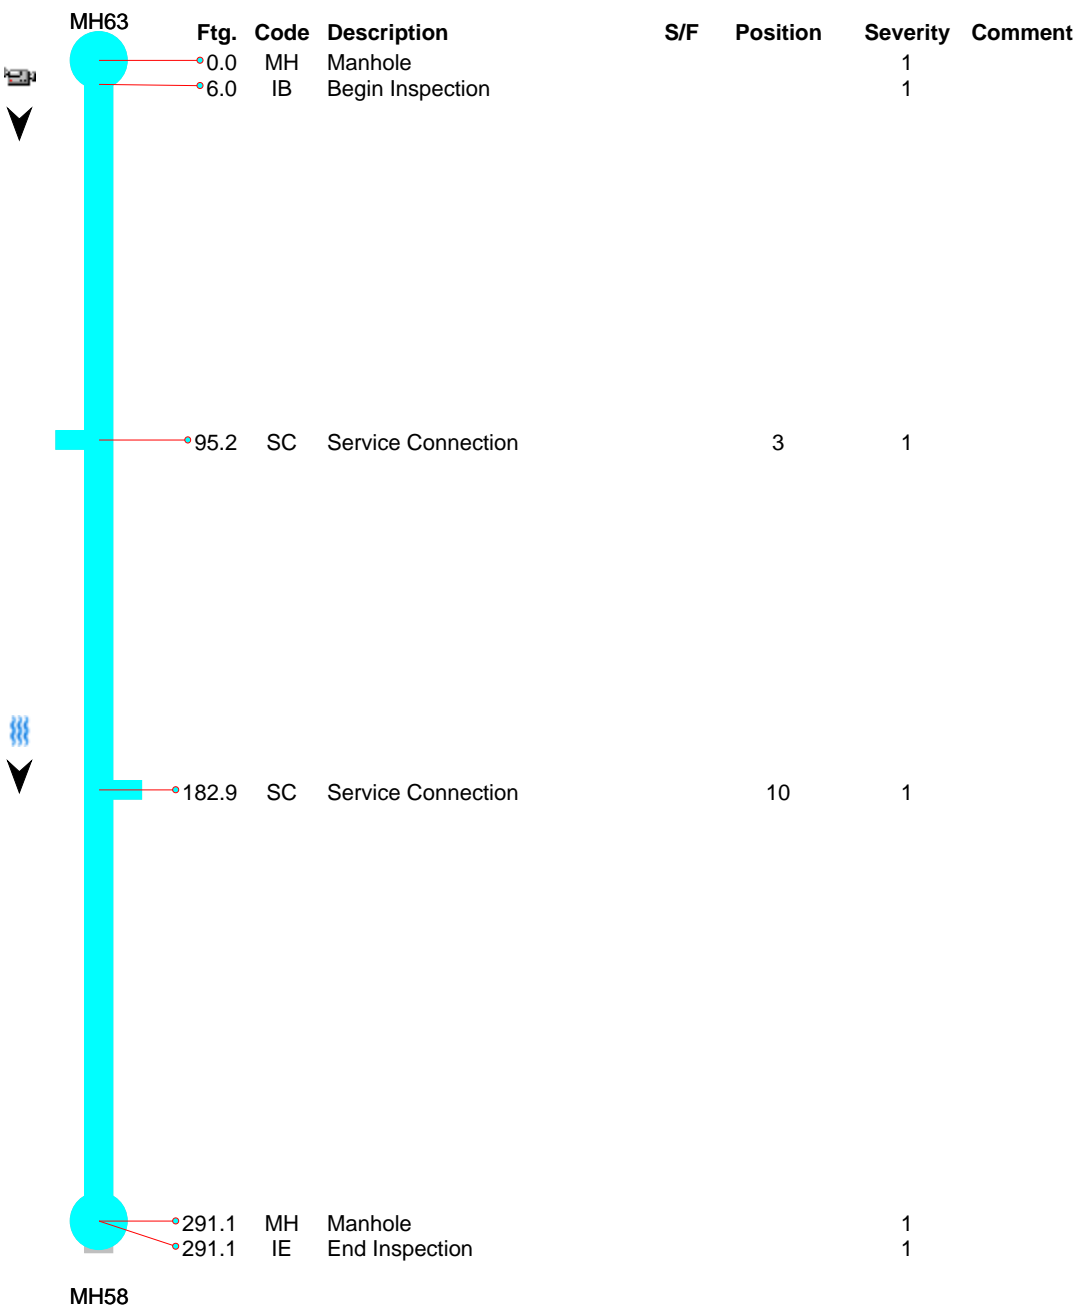 MH63
Ftg. Code Description S/F Position Severity Comment
0.0 MH Manhole 1
6.0 IB Begin Inspection 1
95.2 SC Service Connection 3 1
182.9 SC Service Connection 10 1
291.1 MH Manhole 1
291.1 IE End Inspection 1
MH58